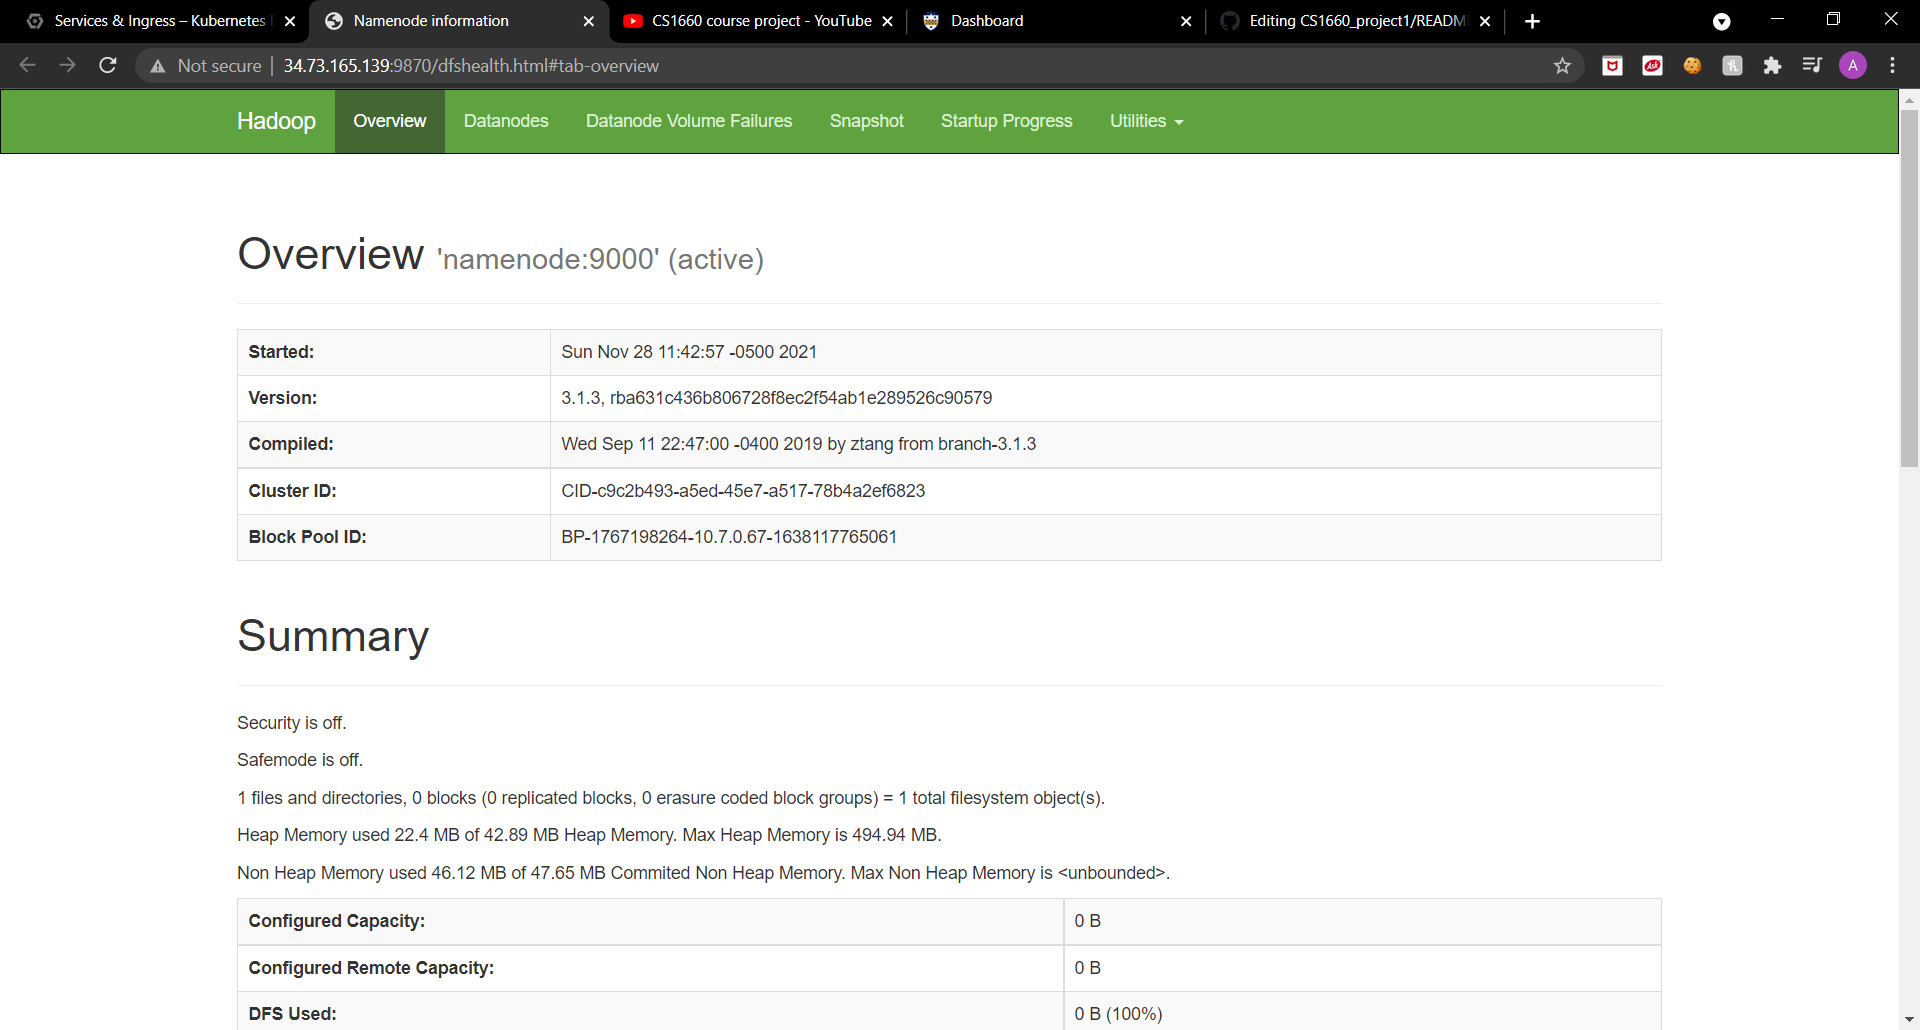 Services & Ingress – Kubernetes
Namenode information
CS1660 course project - YouTube
Dashboard
Editing CS1660_project1/READM
Not secure
34.73.165.139:9870/dfshealth.html#tab-overview
Ask
A
Hadoop
Overview
Datanodes
Datanode Volume Failures
Snapshot
Startup Progress
Utilities
Overview 'namenode:9000' (active)
Started: Sun Nov 28 11:42:57 -0500 2021
Version: 3.1.3, rba631c436b806728f8ec2f54ab1e289526c90579
Compiled: Wed Sep 11 22:47:00 -0400 2019 by ztang from branch-3.1.3
Cluster ID: CID-c9c2b493-a5ed-45e7-a517-78b4a2ef6823
Block Pool ID: BP-1767198264-10.7.0.67-1638117765061
Summary
Security is off.
Safemode is off.
1 files and directories, 0 blocks (0 replicated blocks, 0 erasure coded block groups) = 1 total filesystem object(s).
Heap Memory used 22.4 MB of 42.89 MB Heap Memory. Max Heap Memory is 494.94 MB.
Non Heap Memory used 46.12 MB of 47.65 MB Commited Non Heap Memory. Max Non Heap Memory is <unbounded>.
Configured Capacity: 0 B
Configured Remote Capacity: 0 B
DFS Used: 0 B (100%)